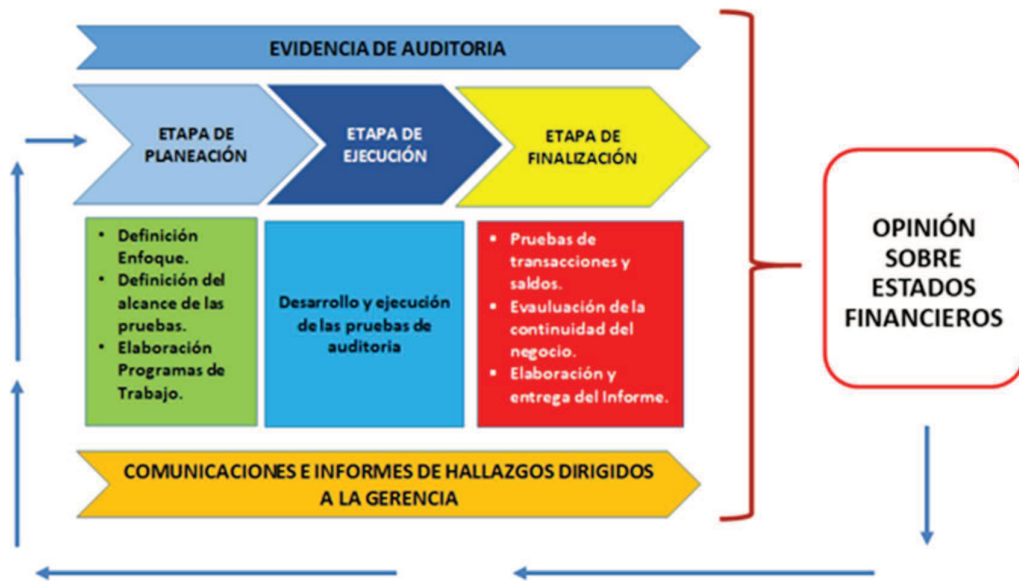 EVIDENCIA DE AUDITORIA
ETAPA DE
PLANEACIÓN
ETAPA DE
EJECUCIÓN
ETAPA DE
FINALIZACIÓN
• Definición
Enfoque.
• Definición del
alcance de las
pruebas.
• Elaboración
Programas de
Trabajo.
Desarrollo y ejecución
de las pruebas de
auditoria
▪ Pruebas de
transacciones y
saldos.
▪ Evauluación de la
continuidad del
negocio.
▪ Elaboración y
entrega del Informe.
COMUNICACIONES E INFORMES DE HALLAZGOS DIRIGIDOS
A LA GERENCIA
OPINIÓN
SOBRE
ESTADOS
FINANCIEROS